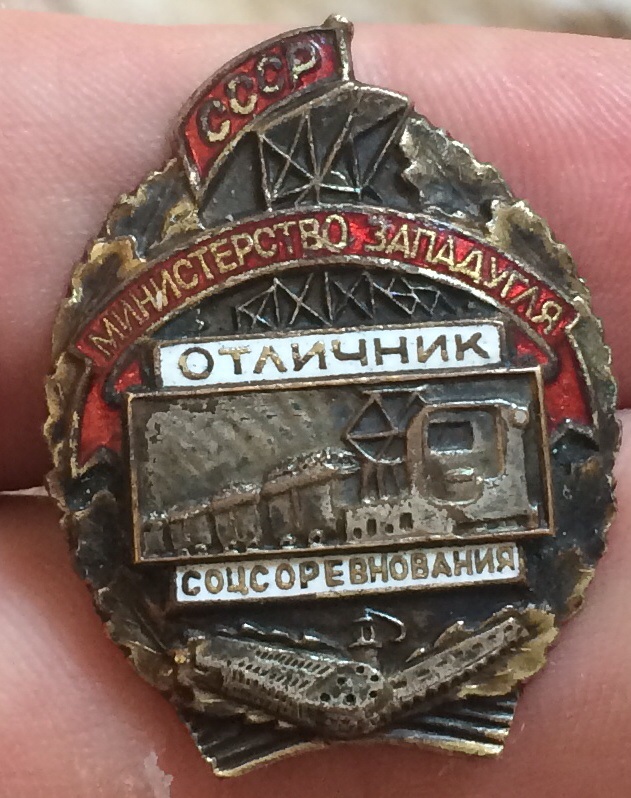 СССР
МИНИСТЕРСТВО ЗАПАДУГЛЯ
ОТЛИЧНИК
СОЦСОРЕВНОВАНИЯ